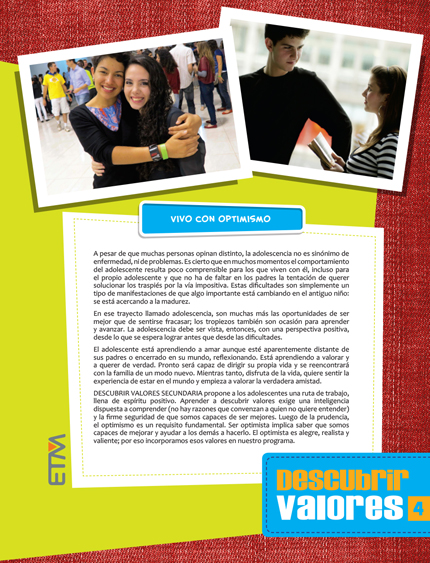 VIVO CON OPTIMISMO
A pesar de que muchas personas opinan distinto, la adolescencia no es sinónimo de
enfermedad, ni de problemas. Es cierto que en muchos momentos el comportamiento
del adolescente resulta poco comprensible para los que viven con él, incluso para
el propio adolescente y que no ha de faltar en los padres la tentación de querer
solucionar los traspiés por la vía impositiva. Estas dificultades son simplemente un
tipo de manifestaciones de que algo importante está cambiando en el antiguo niño:
se está acercando a la madurez.
En ese trayecto llamado adolescencia, son muchas más las oportunidades de ser
mejor que de sentirse fracasar; los tropiezos también son ocasión para aprender
y avanzar. La adolescencia debe ser vista, entonces, con una perspectiva positiva,
desde lo que se espera lograr antes que desde las dificultades.
El adolescente está aprendiendo a amar aunque esté aparentemente distante de
sus padres o encerrado en su mundo, reflexionando. Está aprendiendo a valorar y
a querer de verdad. Pronto será capaz de dirigir su propia vida y se reencontrará
con la familia de un modo nuevo. Mientras tanto, disfruta de la vida, quiere sentir la
experiencia de estar en el mundo y empieza a valorar la verdadera amistad.
DESCUBRIR VALORES SECUNDARIA propone a los adolescentes una ruta de trabajo,
llena de espíritu positivo. Aprender a descubrir valores exige una inteligencia
dispuesta a comprender (no hay razones que convenzan a quien no quiere entender)
y la firme seguridad de que somos capaces de ser mejores. Luego de la prudencia,
el optimismo es un requisito fundamental. Ser optimista implica saber que somos
capaces de mejorar y ayudar a los demás a hacerlo. El optimista es alegre, realista y
valiente; por eso incorporamos esos valores en nuestro programa.
ETM
Descubrir
valores 4